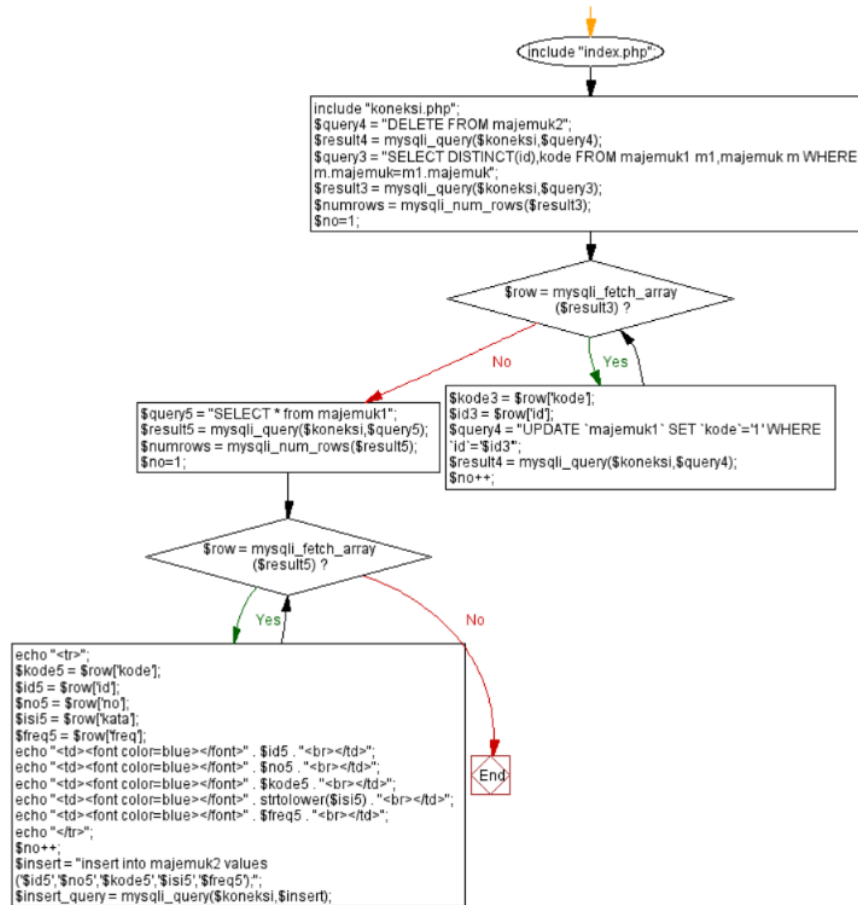 include "index.php";
include "koneksi.php";
$query4 = "DELETE FROM majemuk2";
$result4 = mysqli_query($koneksi,$query4);
$query3 = "SELECT DISTINCT(id),kode FROM majemuk1 m1,majemuk m WHERE
m.majemuk=m1.majemuk";
$result3 = mysqli_query($koneksi,$query3);
$numrows = mysqli_num_rows($result3);
$no=1;
$row = mysqli_fetch_array
($result3) ?
No
Yes
$kode3 = $row['kode'];
$id3 = $row['id'];
$query4 = "UPDATE `majemuk1` SET `kode`='1' WHERE
`id`='$id3'";
$result4 = mysqli_query($koneksi,$query4);
$no++;
$query5 = "SELECT * from majemuk1";
$result5 = mysqli_query($koneksi,$query5);
$numrows = mysqli_num_rows($result5);
$no=1;
$row = mysqli_fetch_array
($result5) ?
Yes
No
echo "<tr>";
$kode5 = $row['kode'];
$id5 = $row['id'];
$no5 = $row['no'];
$isi5 = $row['kata'];
$freq5 = $row['freq'];
echo "<td><font color=blue></font>" . $id5 . "<br></td>";
echo "<td><font color=blue></font>" . $no5 . "<br></td>";
echo "<td><font color=blue></font>" . $kode5 . "<br></td>";
echo "<td><font color=blue></font>" . strtolower($isi5) . "<br></td>";
echo "<td><font color=blue></font>" . $freq5 . "<br></td>";
echo "</tr>";
$no++;
$insert = "insert into majemuk2 values
('$id5','$no5','$kode5','$isi5','$freq5');";
$insert_query = mysqli_query($koneksi,$insert);
End